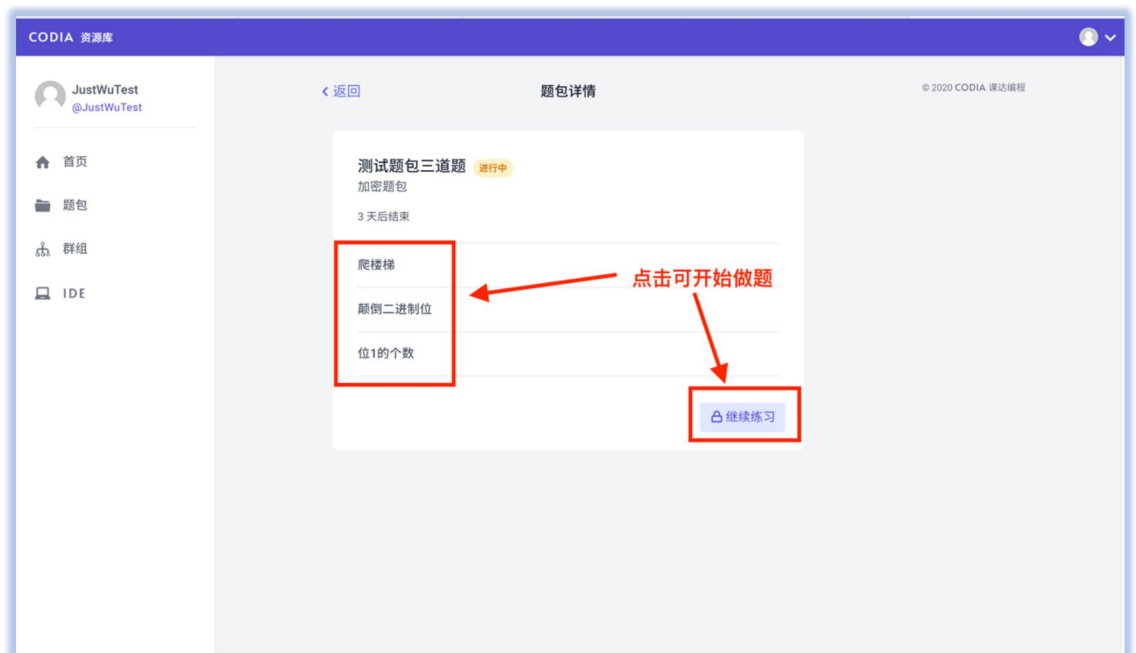 CODIA 资源库
JustWuTest
@JustWuTest
首页
题包
群组
IDE
返回
题包详情
© 2020 CODIA 课达编程
测试题包三道题 进行中
加密题包
3 天后结束
爬楼梯
点击可开始做题
颠倒二进制位
位1的个数
继续练习